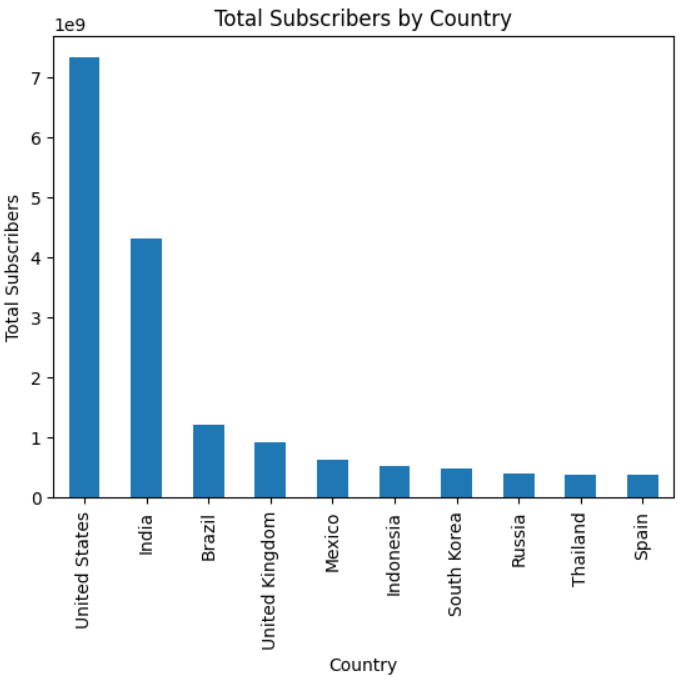 Total Subscribers by Country
1e9
Total Subscribers
7
6
5
4
3
2
1
0
United States
India
Brazil
United Kingdom
Mexico
Indonesia
South Korea
Russia
Thailand
Spain
Country